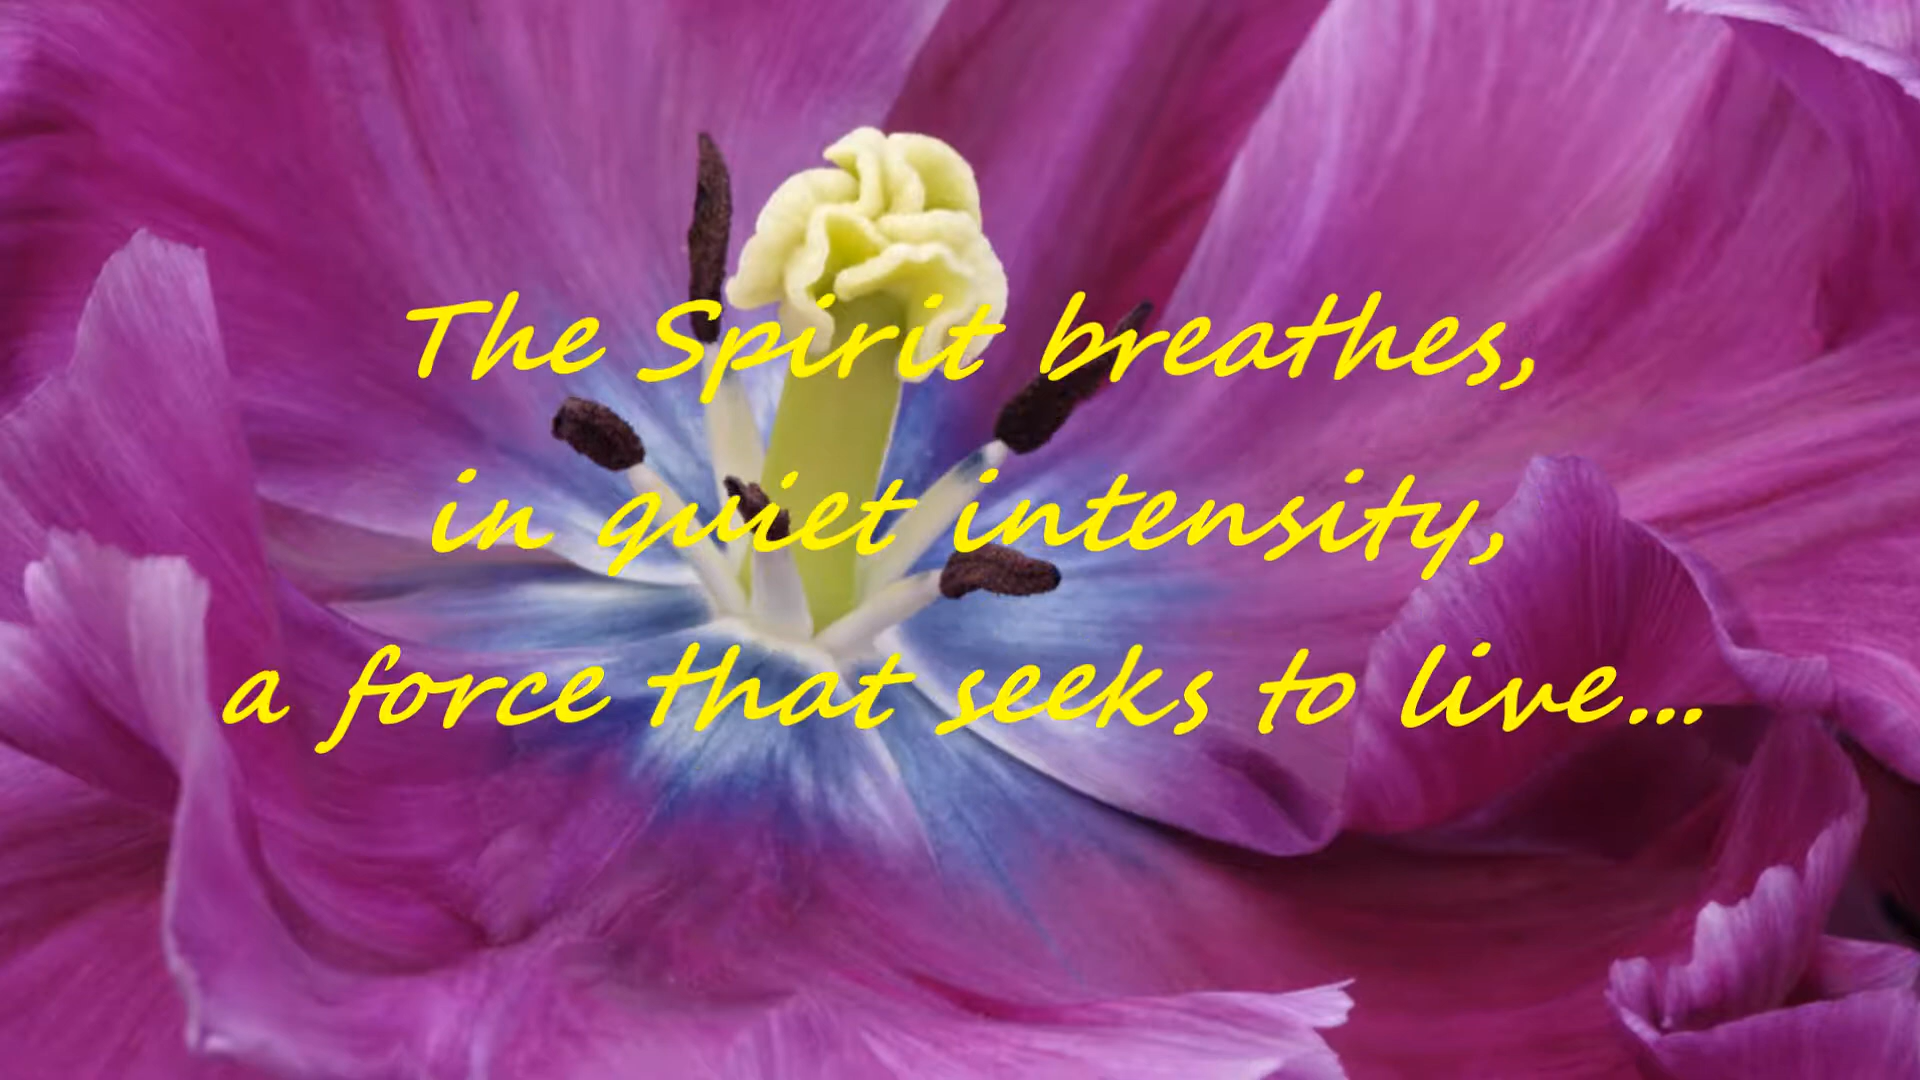 The Spirit breathes,
in quiet intensity,
a force that seeks to live...